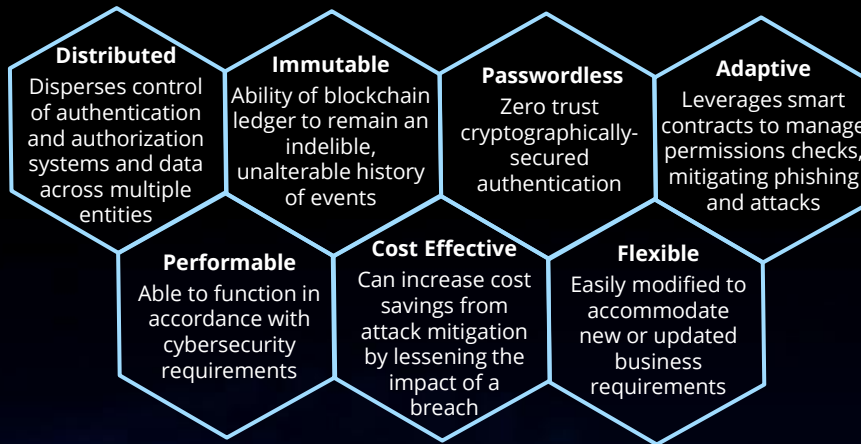 Distributed
Disperses control
of authentication
and authorization
systems and data
across multiple
entities
Immutable
Ability of blockchain
ledger to remain an
indelible,
unalterable history
of events
Passwordless
Zero trust
cryptographically-
secured
authentication
Adaptive
Leverages smart
contracts to manage
permissions checks,
mitigating phishing
and attacks
Performable
Able to function in
accordance with
cybersecurity
requirements
Cost Effective
Can increase cost
savings from
attack mitigation
by lessening the
impact of a
breach
Flexible
Easily modified to
accommodate
new or updated
business
requirements